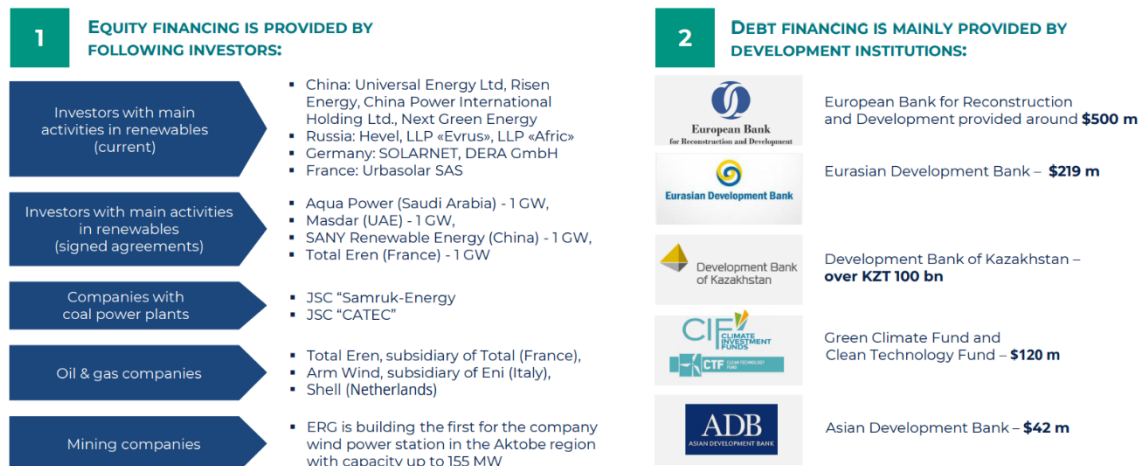 1
EQUITY FINANCING IS PROVIDED BY
FOLLOWING INVESTORS:
Investors with main
activities in renewables
(current)
▪ China: Universal Energy Ltd, Risen
Energy, China Power International
Holding Ltd., Next Green Energy
▪ Russia: Hevel, LLP «Evrus», LLP «Afric»
▪ Germany: SOLARNET, DERA GmbH
▪ France: Urbasolar SAS
Investors with main activities
in renewables
(signed agreements)
▪ Aqua Power (Saudi Arabia) - 1 GW,
▪ Masdar (UAE) - 1 GW,
▪ SANY Renewable Energy (China) - 1 GW,
▪ Total Eren (France) - 1 GW
Companies with
coal power plants
▪ JSC “Samruk-Energy
▪ JSC “CATEC”
Oil & gas companies
▪ Total Eren, subsidiary of Total (France),
▪ Arm Wind, subsidiary of Eni (Italy),
▪ Shell (Netherlands)
Mining companies
▪ ERG is building the first for the company
wind power station in the Aktobe region
with capacity up to 155 MW
2
DEBT FINANCING IS MAINLY PROVIDED BY
DEVELOPMENT INSTITUTIONS:
European Bank
for Reconstruction and Development
European Bank for Reconstruction
and Development provided around $500 m
Eurasian Development Bank
Eurasian Development Bank – $219 m
Development Bank
of Kazakhstan
Development Bank of Kazakhstan –
over KZT 100 bn
CIF
CLIMATE
INVESTMENT
FUNDS
CTF CLEAN TECHNOLOGY
FUND
Green Climate Fund and
Clean Technology Fund – $120 m
ADB
ASIAN DEVELOPMENT BANK
Asian Development Bank – $42 m